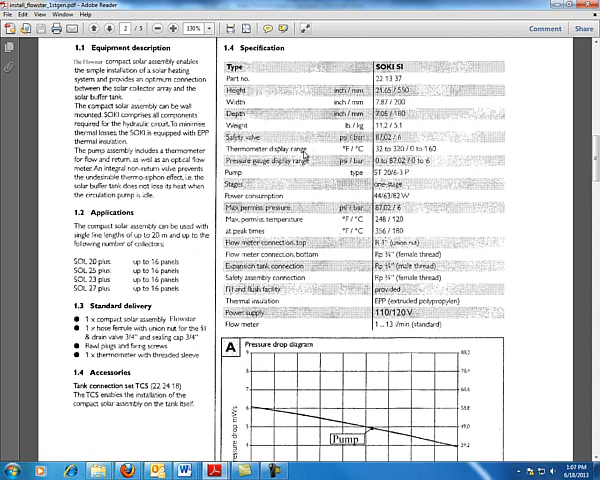 install_flowstar_1stgen.pdf - Adobe Reader
File Edit View Window Help
2 / 5
130%
Comment Share
1.1 Equipment description
The Flowstar compact solar assembly enables
the simple installation of a solar heating
system and provides an optimum connection
between the solar collector array and the
solar buffer tank.
The compact solar assembly can be wall
mounted. SOKI comprises all components
required for the hydraulic circuit. To minimise
thermal losses, the SOKI is equipped with EPP
thermal insulation.
The pump assembly includes a thermometer
for flow and return, as well as an optical flow
meter. An integral non-return valve prevents
the undesirable thermo-siphon effect, i.e. the
solar buffer tank does not lose its heat when
the circulation pump is idle.
1.2 Applications
The compact solar assembly can be used with
single line lengths of up to 20 m and up to the
following number of collectors:
SOL 20 plus: up to 16 panels
SOL 25 plus: up to 16 panels
SOL 23 plus: up to 16 panels
SOL 27 plus: up to 16 panels
1.3 Standard delivery
● 1 x compact solar assembly Flowstar
● 1 x hose ferrule with union nut for the fill
& drain valve 3/4" and sealing cap 3/4"
● Rawl plugs and fixing screws
● 1 x thermometer with threaded sleeve
1.4 Accessories
Tank connection set TCS (22 24 18)
The TCS enables the installation of the
compact solar assembly on the tank itself.
1.4 Specification
Type SOKI SI
Part no. 22 13 37
Height inch / mm 21.65 / 550
Width inch / mm 7.87 / 200
Depth inch / mm 7.08 / 180
Weight lb. / kg 11.2 / 5.1
Safety valve psi / bar 87.02 / 6
Thermometer display range °F / °C 32 to 320 / 0 to 160
Pressure gauge display range psi / bar 0 to 87.02 / 0 to 6
Pump type ST 20/6-3 P
Stages one-stage
Power consumption 44/63/82 W
Max permiss. pressure psi / bar 87.02 / 6
Max. permiss. temperature °F / °C 248 / 120
at peak times °F / °C 356 / 180
Flow meter connection, top R 1" (union nut)
Flow meter connection, bottom Rp ¾" (female thread)
Expansion tank connection Rp ¾" (male thread)
Safety assembly connection Rp ¾" (female thread)
Fill and flush facility provided
Thermal insulation EPP (extruded polypropylen)
Power supply 110/120 V
Flow meter 1 ... 13 l/min (standard)
A Pressure drop diagram
9
8
7
6
5
4
pressure drop mWs
78.4
68.6
58.8
49.0
39.2
Pump
1:07 PM
6/18/2013